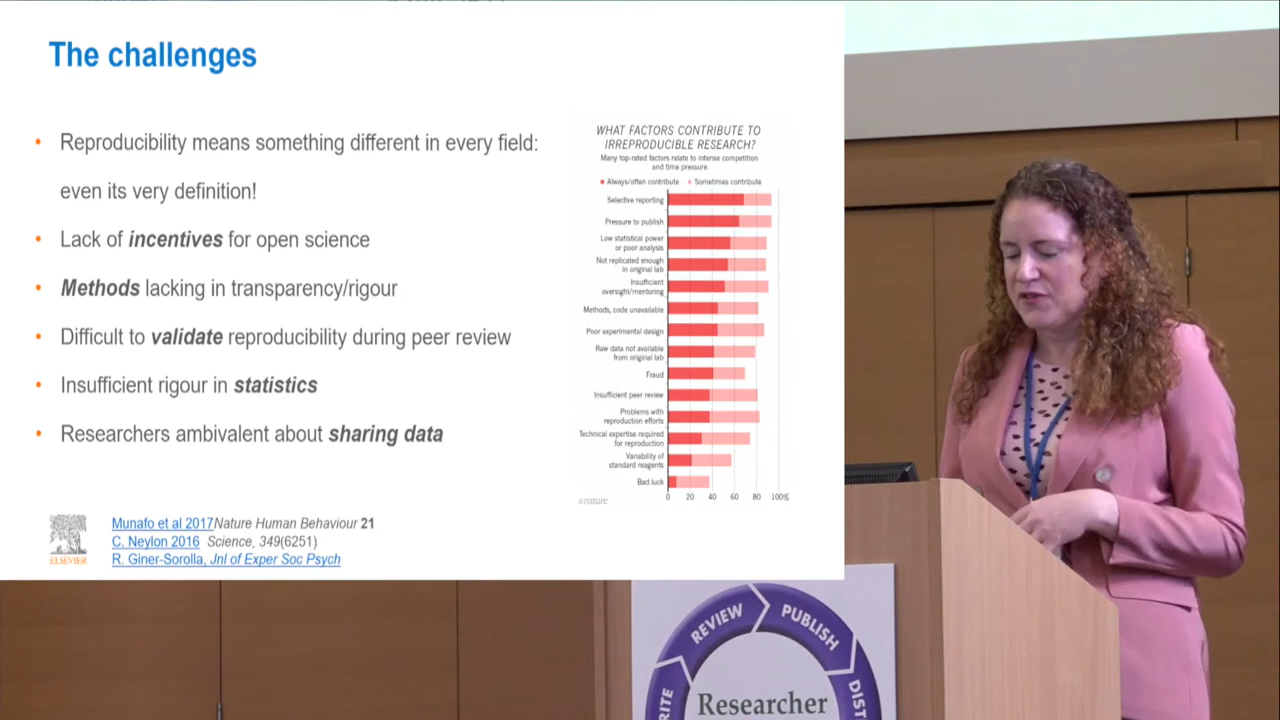 The challenges
• Reproducibility means something different in every field:
even its very definition!
• Lack of incentives for open science
• Methods lacking in transparency/rigour
• Difficult to validate reproducibility during peer review
• Insufficient rigour in statistics
• Researchers ambivalent about sharing data
WHAT FACTORS CONTRIBUTE TO
IRREPRODUCIBLE RESEARCH?
Many top-rated factors relate to intense competition
and time pressure.
Always/often contribute Sometimes contribute
Selective reporting
Pressure to publish
Low statistical power
or poor analysis
Not replicated enough
in original lab
Insufficient
oversight/mentoring
Methods, code unavailable
Poor experimental design
Raw data not available
from original lab
Fraud
Insufficient peer review
Problems with
reproduction efforts
Technical expertise required
for reproduction
Variability of
standard reagents
Bad luck
0 20 40 60 80 100%
©nature
ELSEVIER
Munafo et al 2017Nature Human Behaviour 21
C. Neylon 2016 Science, 349(6251)
R. Giner-Sorolla, Jnl of Exper Soc Psych
REVIEW
PUBLISH
RITE
DIST
Researcher